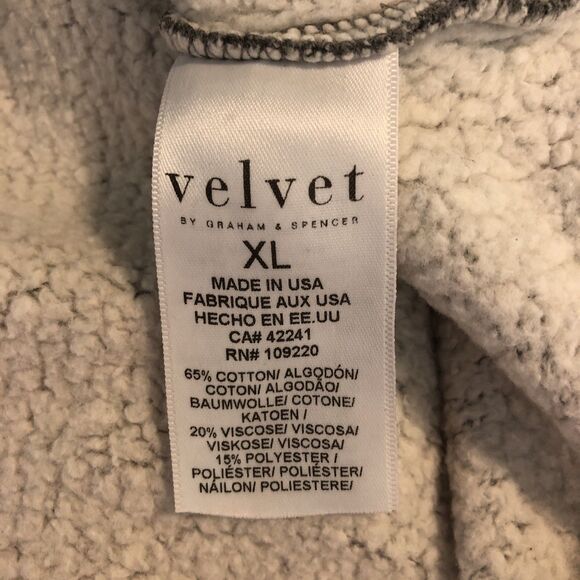 velvet
BY GRAHAM & SPENCER
XL
MADE IN USA
FABRIQUE AUX USA
HECHO EN EE.UU
CA# 42241
RN# 109220
65% COTTON/ ALGODÓN/
COTON/ ALGODÃO/
BAUMWOLLE/ COTONE/
KATOEN /
20% VISCOSE/ VISCOSA/
VISKOSE/ VISCOSA/
15% POLYESTER /
POLIÉSTER/ POLIÉSTER/
NÁILON/ POLIESTERE/